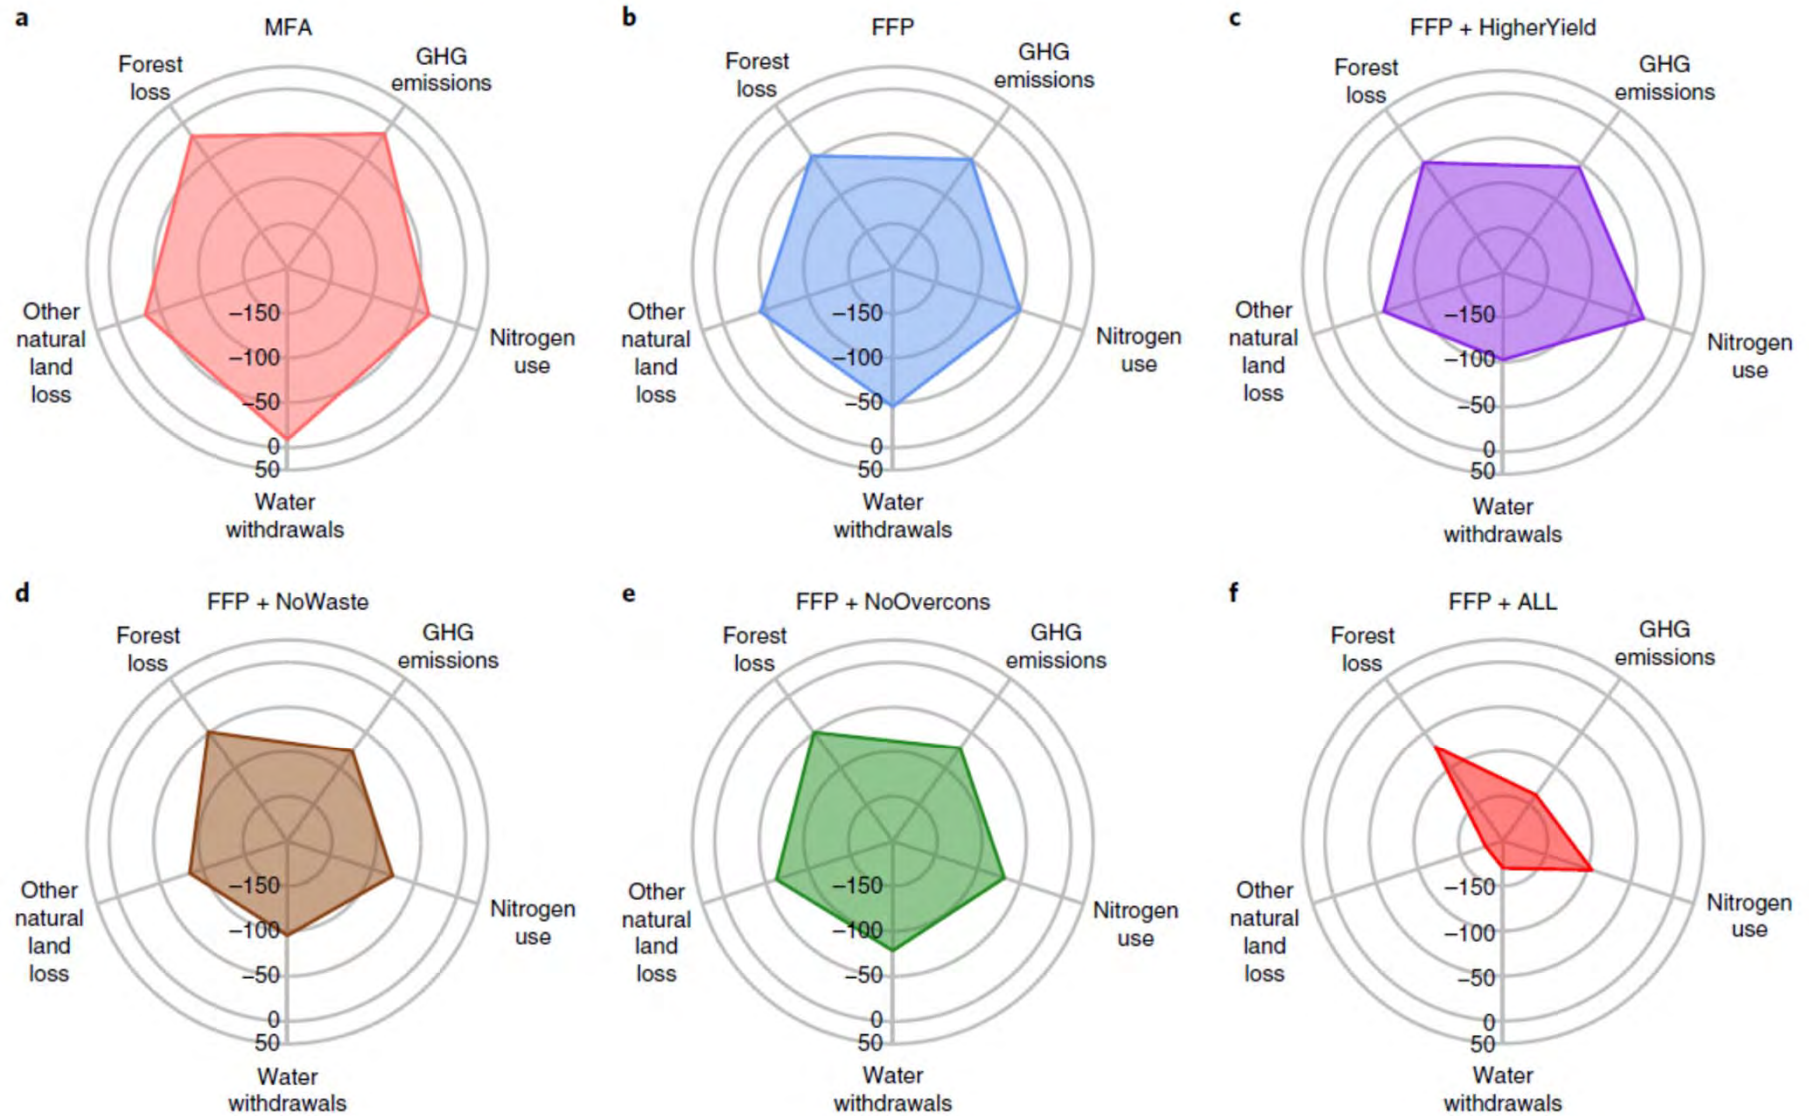 a
MFA
Forest
loss
GHG
emissions
Other
natural
land
loss
Nitrogen
use
−150
−100
−50
0
50
Water
withdrawals
b
FFP
Forest
loss
GHG
emissions
Other
natural
land
loss
Nitrogen
use
−150
−100
−50
0
50
Water
withdrawals
c
FFP + HigherYield
Forest
loss
GHG
emissions
Other
natural
land
loss
Nitrogen
use
−150
−100
−50
0
50
Water
withdrawals
d
FFP + NoWaste
Forest
loss
GHG
emissions
Other
natural
land
loss
Nitrogen
use
−150
−100
−50
0
50
Water
withdrawals
e
FFP + NoOvercons
Forest
loss
GHG
emissions
Other
natural
land
loss
Nitrogen
use
−150
−100
−50
0
50
Water
withdrawals
f
FFP + ALL
Forest
loss
GHG
emissions
Other
natural
land
loss
Nitrogen
use
−150
−100
−50
0
50
Water
withdrawals